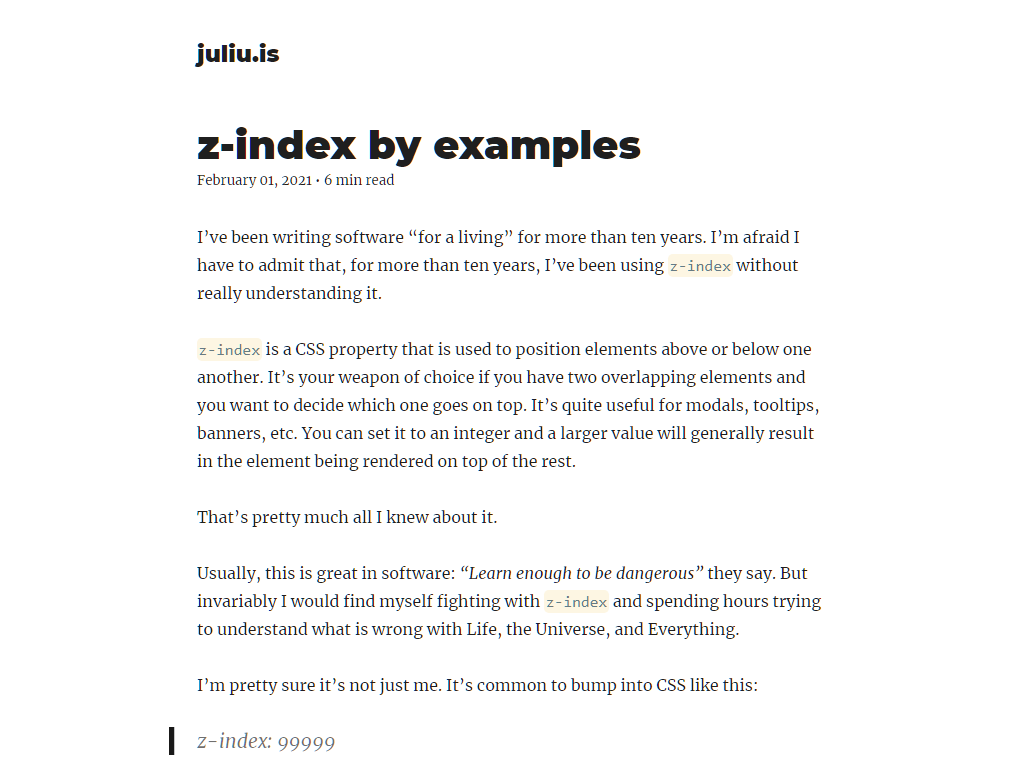 juliu.is
z-index by examples
February 01, 2021 • 6 min read
I’ve been writing software “for a living” for more than ten years. I’m afraid I
have to admit that, for more than ten years, I’ve been using z-index without
really understanding it.
z-index is a CSS property that is used to position elements above or below one
another. It’s your weapon of choice if you have two overlapping elements and
you want to decide which one goes on top. It’s quite useful for modals, tooltips,
banners, etc. You can set it to an integer and a larger value will generally result
in the element being rendered on top of the rest.
That’s pretty much all I knew about it.
Usually, this is great in software: “Learn enough to be dangerous” they say. But
invariably I would find myself fighting with z-index and spending hours trying
to understand what is wrong with Life, the Universe, and Everything.
I’m pretty sure it’s not just me. It’s common to bump into CSS like this:
z-index: 99999